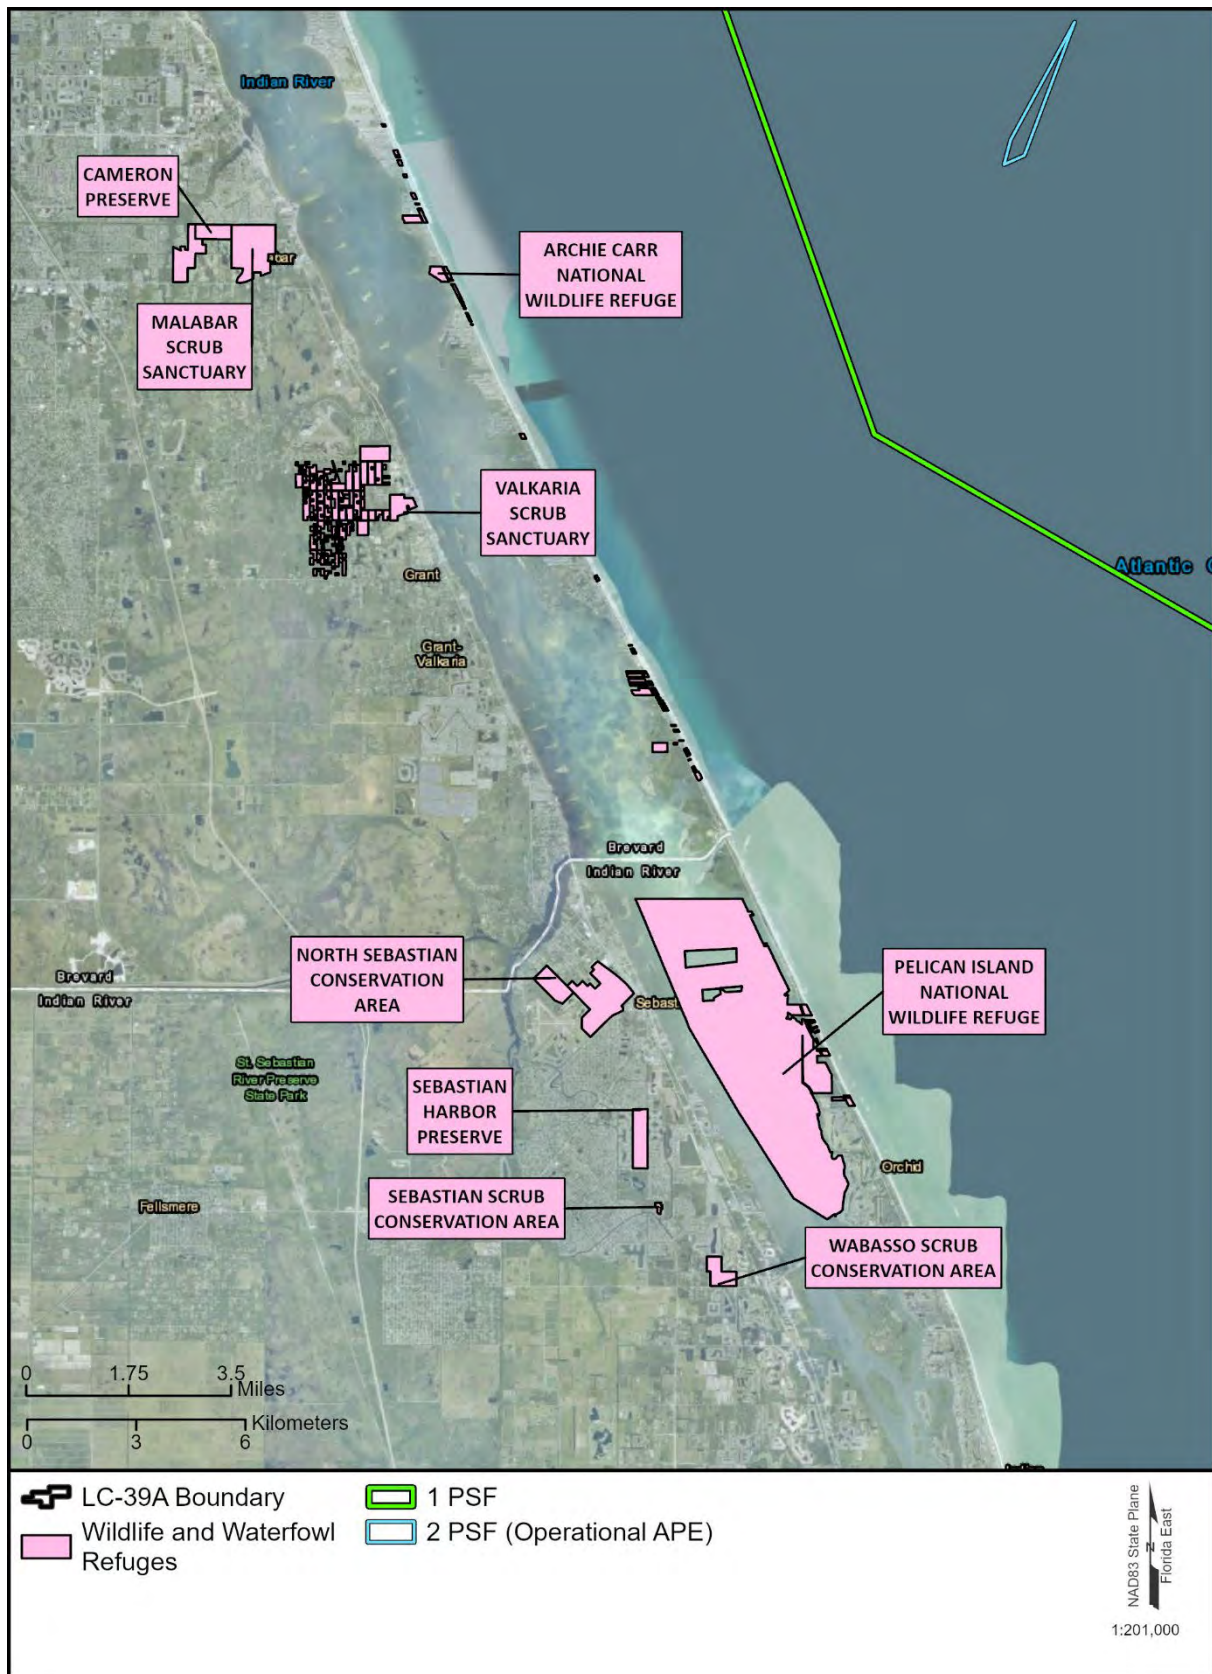 Indian River
CAMERON
PRESERVE
bar
MALABAR
SCRUB
SANCTUARY
ARCHIE CARR
NATIONAL
WILDLIFE REFUGE
VALKARIA
SCRUB
SANCTUARY
Atlantic
Grant
Grant-
Valkaria
Brevard
Indian River
NORTH SEBASTIAN
CONSERVATION
AREA
Brevard
Indian River
PELICAN ISLAND
NATIONAL
WILDLIFE REFUGE
Sebast
St. Sebastian
River Preserve
State Park
SEBASTIAN
HARBOR
PRESERVE
Orchid
Fellsmere
SEBASTIAN SCRUB
CONSERVATION AREA
WABASSO SCRUB
CONSERVATION AREA
0 1.75 3.5
Miles
Kilometers
0 3 6
LC-39A Boundary
Wildlife and Waterfowl
Refuges
1 PSF
2 PSF (Operational APE)
NAD83 State Plane
Florida East
N
1:201,000